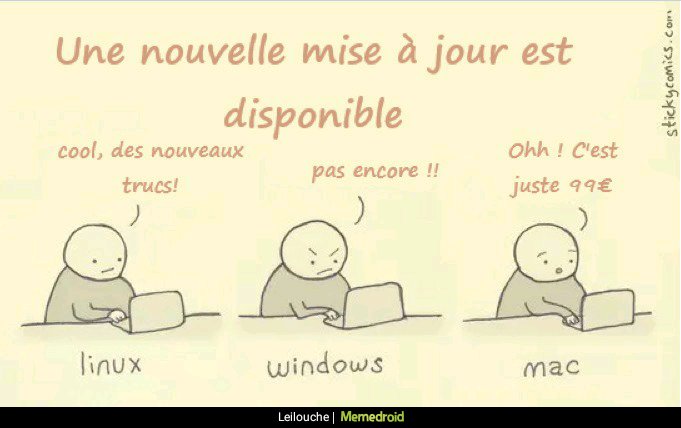 Une nouvelle mise à jour est
disponible
cool, des nouveaux
trucs!
pas encore !!
Ohh ! C'est
juste 99€
linux
windows
mac
stickycomics.com
Leilouche | Memedroid